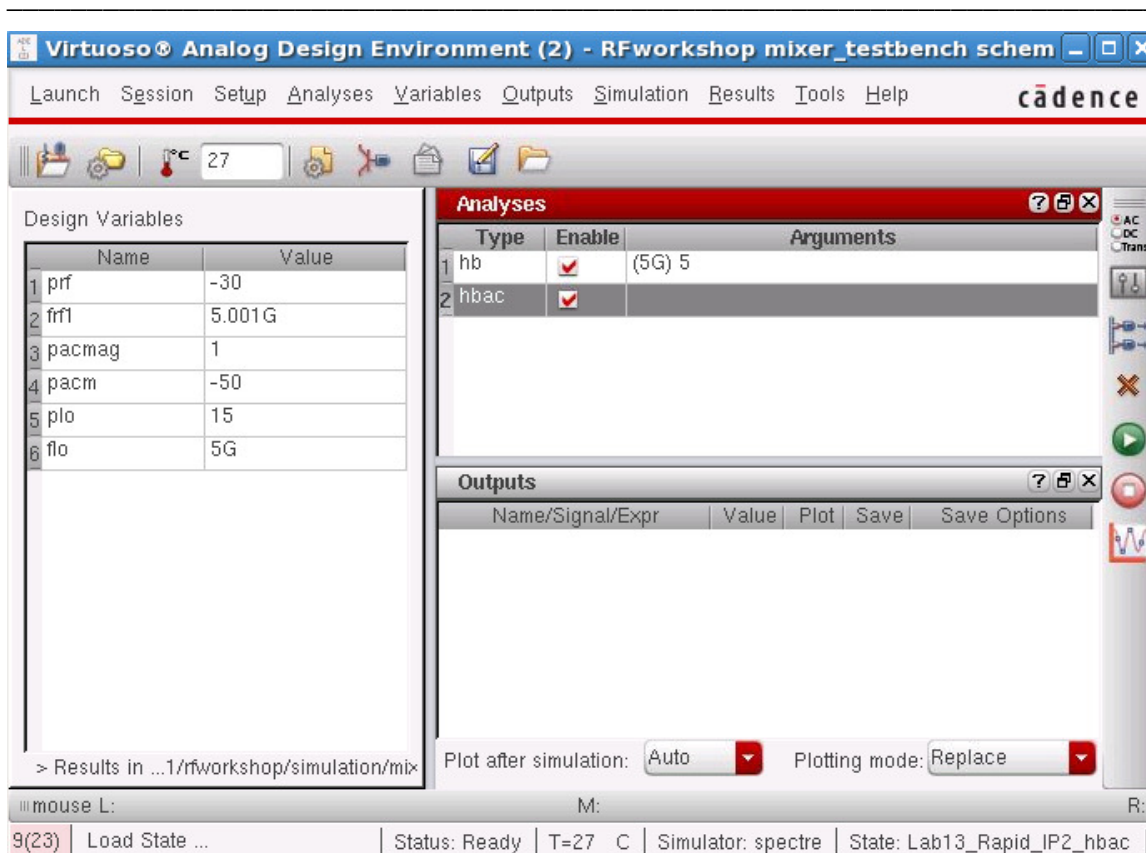 Virtuoso® Analog Design Environment (2) - RFworkshop mixer_testbench schem
Launch Session Setup Analyses Variables Outputs Simulation Results Tools Help cādence
°C 27
Design Variables
Name Value
1 prf -30
2 frf1 5.001G
3 pacmag 1
4 pacm -50
5 plo 15
6 flo 5G
> Results in ...1/rfworkshop/simulation/mix
Analyses
Type Enable Arguments
1 hb (5G) 5
2 hbac
Outputs
Name/Signal/Expr Value Plot Save Save Options
Plot after simulation: Auto Plotting mode: Replace
AC
DC
Trans
mouse L: M: R:
9(23) Load State ... Status: Ready T=27 C Simulator: spectre State: Lab13_Rapid_IP2_hbac